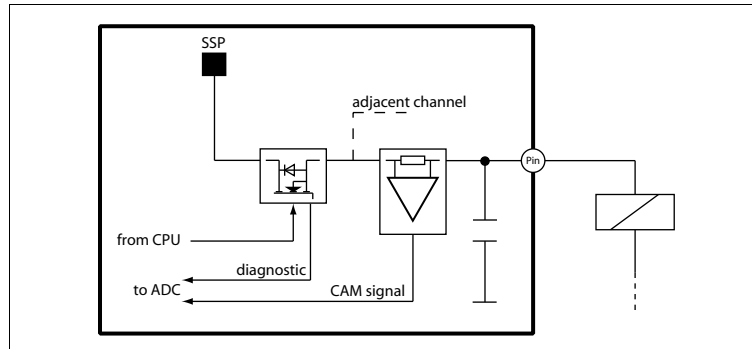 SSP
adjacent channel
Pin
from CPU
diagnostic
to ADC
CAM signal